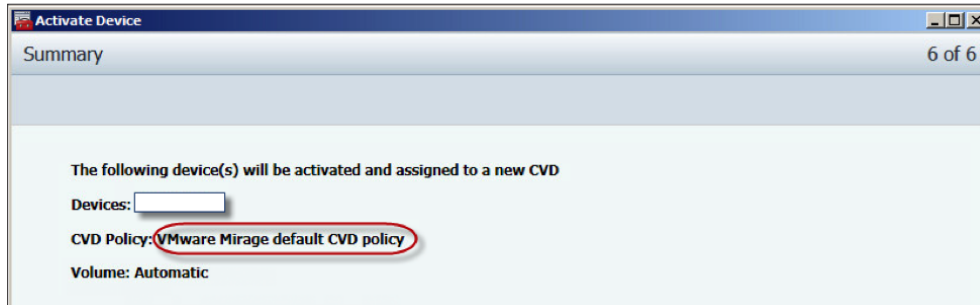 Activate Device
Summary
6 of 6
The following device(s) will be activated and assigned to a new CVD
Devices:
CVD Policy: VMware Mirage default CVD policy
Volume: Automatic